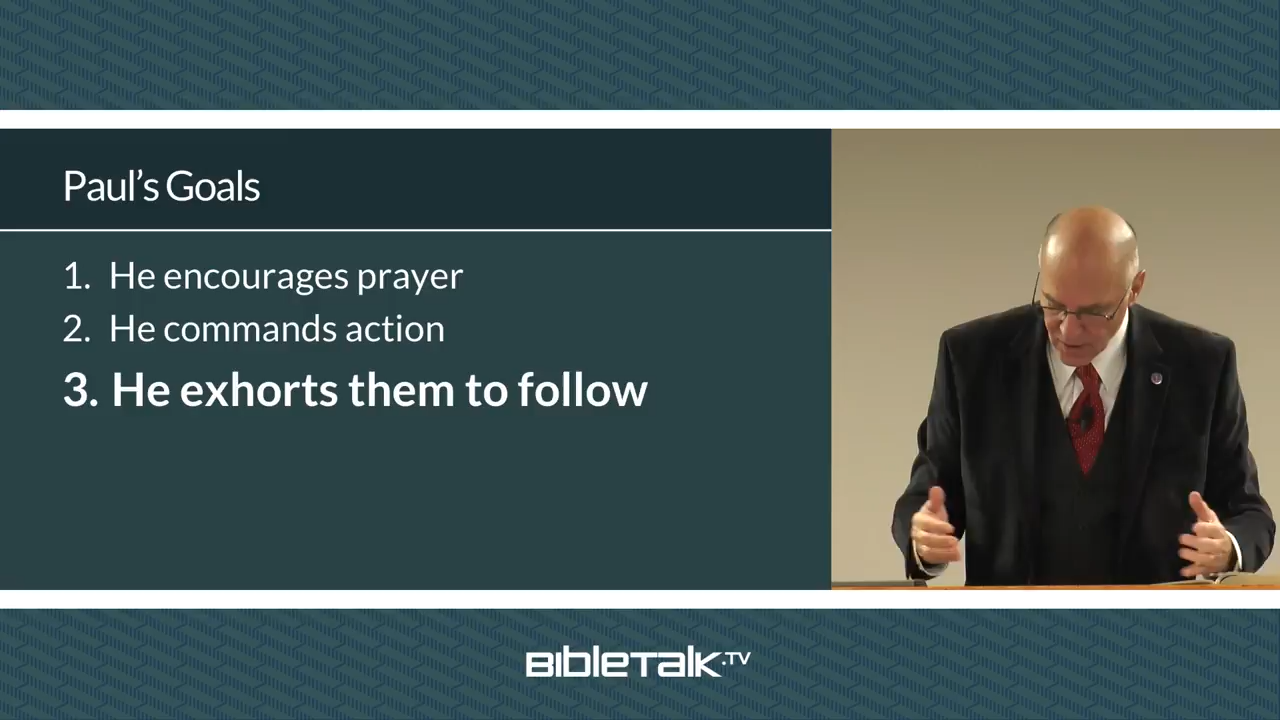 Paul's Goals
1. He encourages prayer
2. He commands action
3. He exhorts them to follow
BIBLETALK.TV